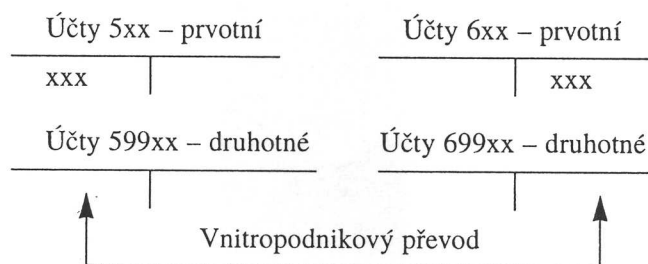 Účty 5xx – prvotní
Účty 6xx – prvotní
xxx
xxx
Účty 599xx – druhotné
Účty 699xx – druhotné
Vnitropodnikový převod